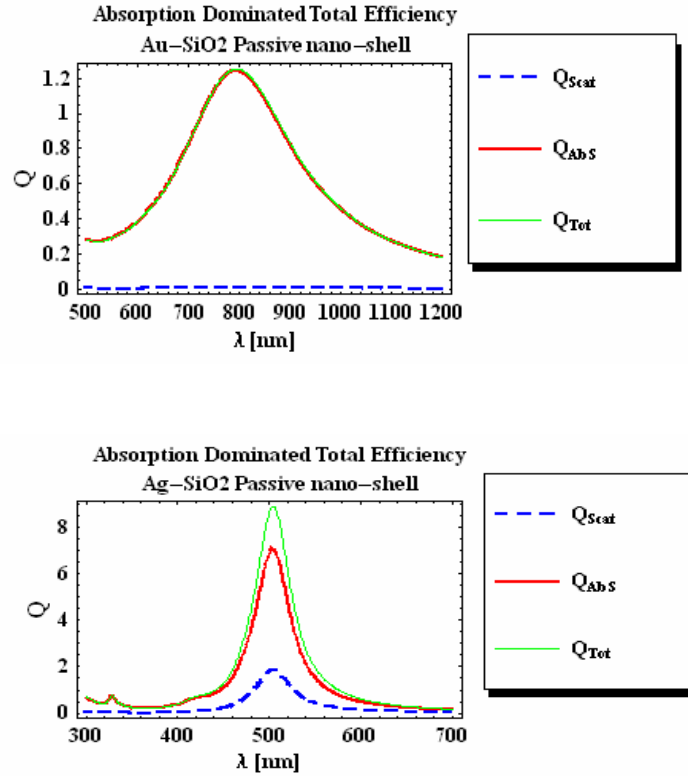 Absorption Dominated Total Efficiency
Au−SiO2 Passive nano−shell
1.2
1
0.8
0.6
0.4
0.2
0
Q
500 600 700 800 900 1000 1100 1200
λ [nm]
QScat
QAbS
QTot
Absorption Dominated Total Efficiency
Ag−SiO2 Passive nano−shell
8
6
4
2
0
Q
300 400 500 600 700
λ [nm]
QScat
QAbS
QTot